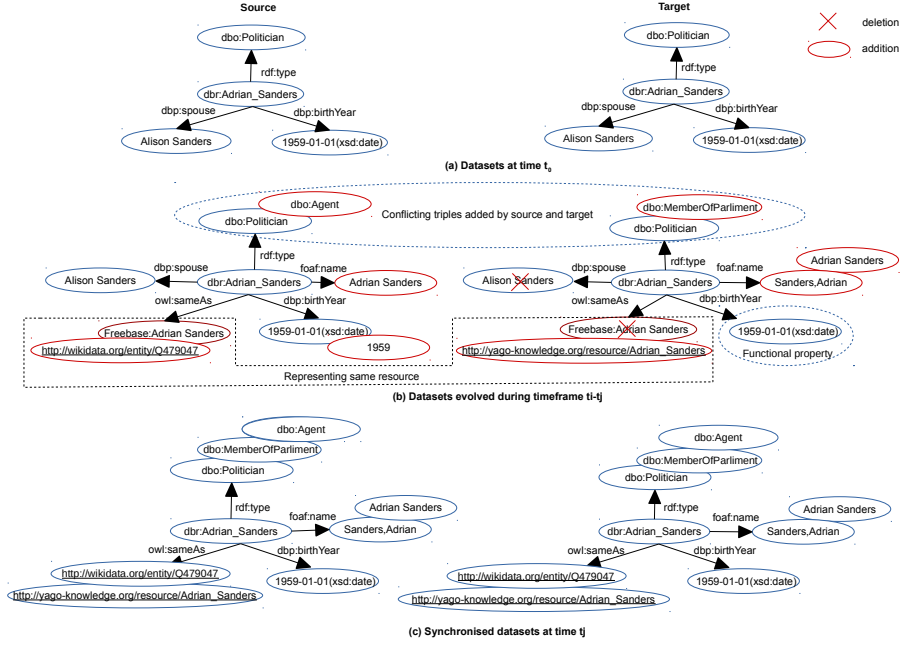 Source
Target
deletion
addition
dbo:Politician
rdf:type
dbr:Adrian_Sanders
dbp:spouse
dbp:birthYear
Alison Sanders
1959-01-01(xsd:date)
dbo:Politician
rdf:type
dbr:Adrian_Sanders
dbp:spouse
dbp:birthYear
Alison Sanders
1959-01-01(xsd:date)
(a) Datasets at time t0
dbo:Agent
dbo:Politician
Conflicting triples added by source and target
dbo:MemberOfParliment
dbo:Politician
rdf:type
dbp:spouse
foaf:name
Alison Sanders
dbr:Adrian_Sanders
Adrian Sanders
owl:sameAs
dbp:birthYear
Freebase:Adrian Sanders
1959-01-01(xsd:date)
http://wikidata.org/entity/Q479047
1959
rdf:type
dbp:spouse
foaf:name
Adrian Sanders
Alison Sanders
dbr:Adrian_Sanders
Sanders,Adrian
owl:sameAs
dbp:birthYear
Freebase:Adrian Sanders
1959-01-01(xsd:date)
http://yago-knowledge.org/resource/Adrian_Sanders
Functional property
Representing same resource
(b) Datasets evolved during timeframe ti-tj
dbo:Agent
dbo:MemberOfParliment
dbo:Politician
rdf:type
Adrian Sanders
foaf:name
dbr:Adrian_Sanders
Sanders,Adrian
owl:sameAs
dbp:birthYear
http://wikidata.org/entity/Q479047
1959-01-01(xsd:date)
http://yago-knowledge.org/resource/Adrian_Sanders
dbo:Agent
dbo:MemberOfParliment
dbo:Politician
rdf:type
Adrian Sanders
foaf:name
dbr:Adrian_Sanders
Sanders,Adrian
owl:sameAs
dbp:birthYear
http://wikidata.org/entity/Q479047
1959-01-01(xsd:date)
http://yago-knowledge.org/resource/Adrian_Sanders
(c) Synchronised datasets at time tj